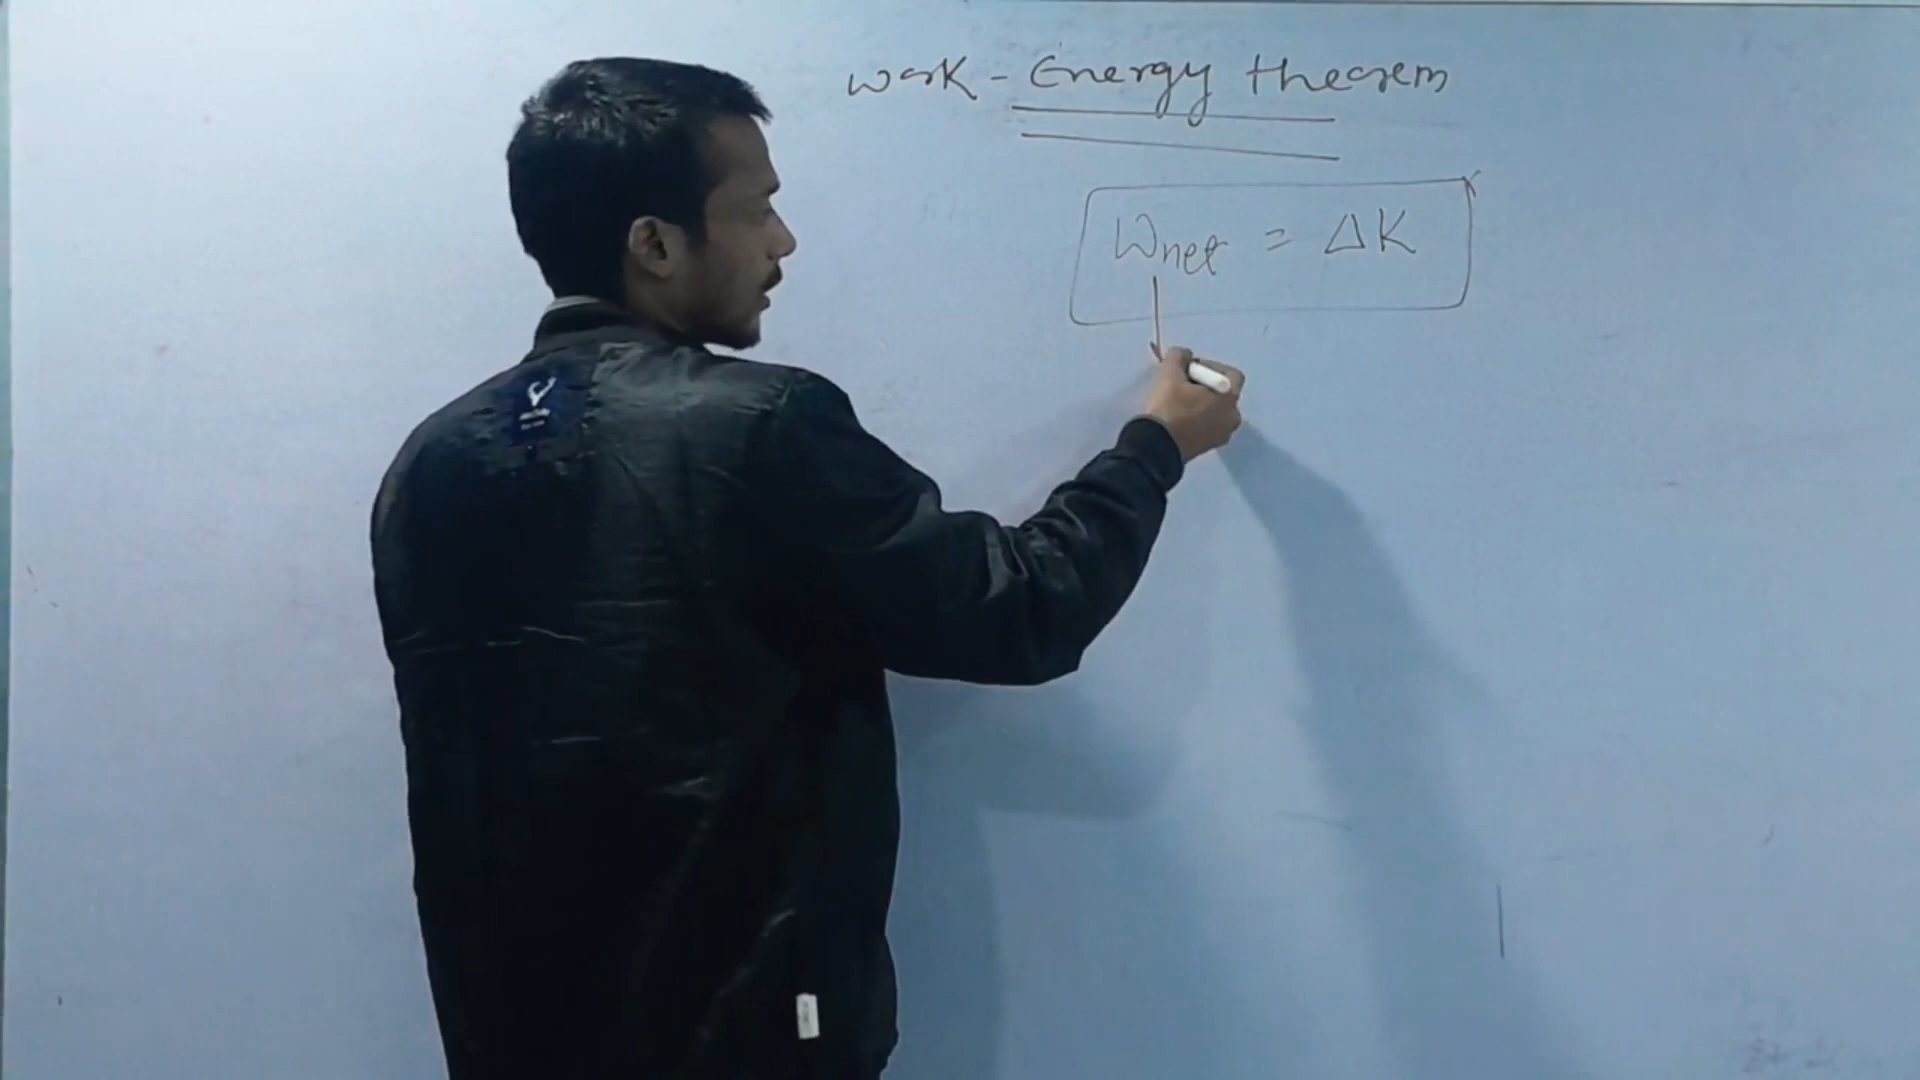 Work - Energy theorem
Wnet = ΔK